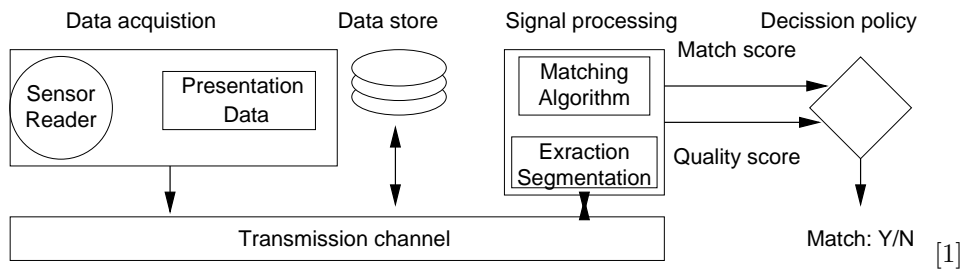 Data acquistion
Data store
Signal processing
Decission policy
Sensor
Reader
Presentation
Data
Matching
Algorithm
Match score
Exraction
Segmentation
Quality score
Transmission channel
Match: Y/N
[1]